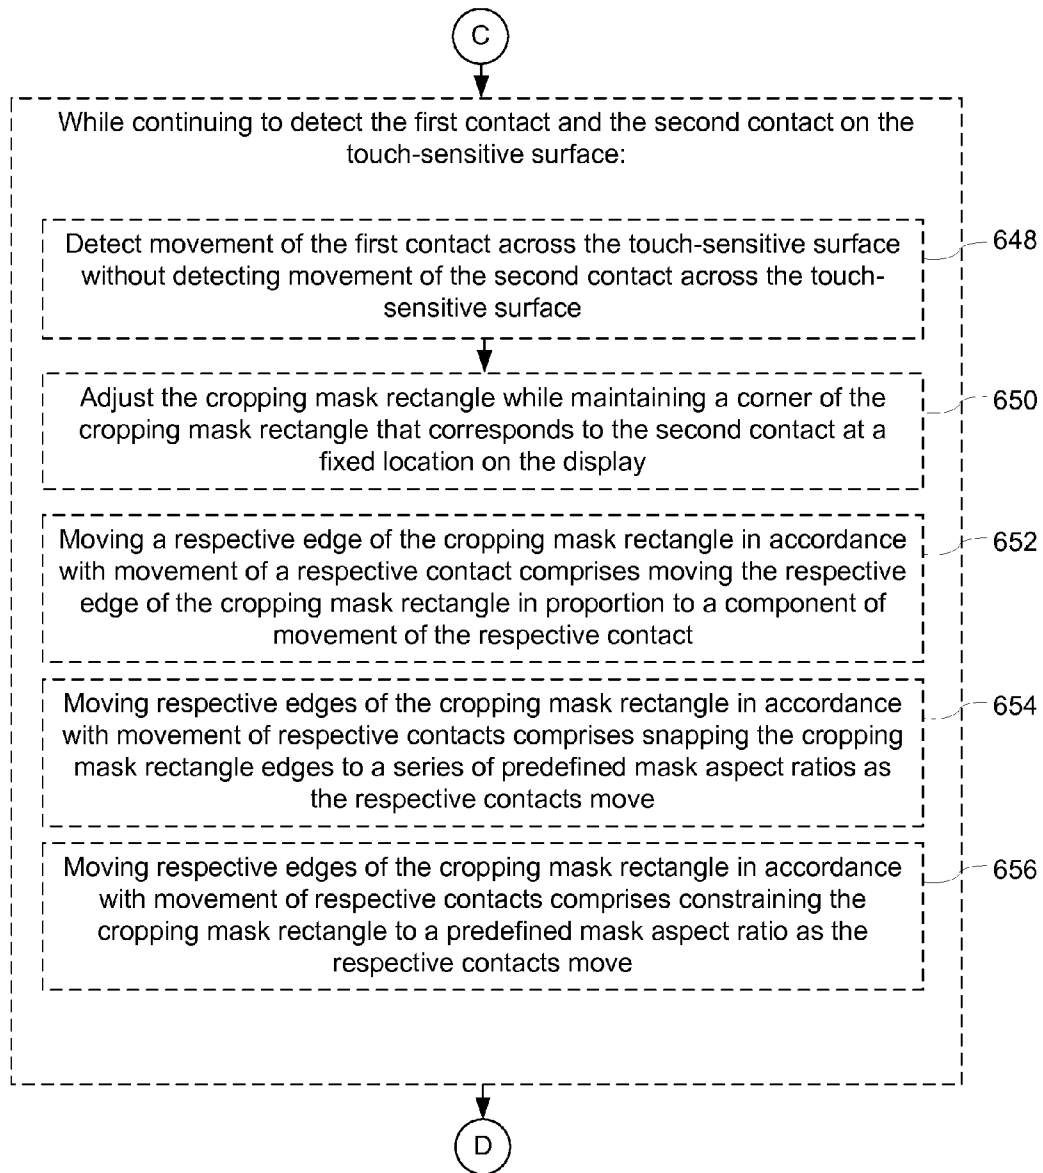 C
While continuing to detect the first contact and the second contact on the
touch-sensitive surface:
Detect movement of the first contact across the touch-sensitive surface
without detecting movement of the second contact across the touch-
sensitive surface
648
Adjust the cropping mask rectangle while maintaining a corner of the
cropping mask rectangle that corresponds to the second contact at a
fixed location on the display
650
Moving a respective edge of the cropping mask rectangle in accordance
with movement of a respective contact comprises moving the respective
edge of the cropping mask rectangle in proportion to a component of
movement of the respective contact
652
Moving respective edges of the cropping mask rectangle in accordance
with movement of respective contacts comprises snapping the cropping
mask rectangle edges to a series of predefined mask aspect ratios as
the respective contacts move
654
Moving respective edges of the cropping mask rectangle in accordance
with movement of respective contacts comprises constraining the
cropping mask rectangle to a predefined mask aspect ratio as the
respective contacts move
656
D